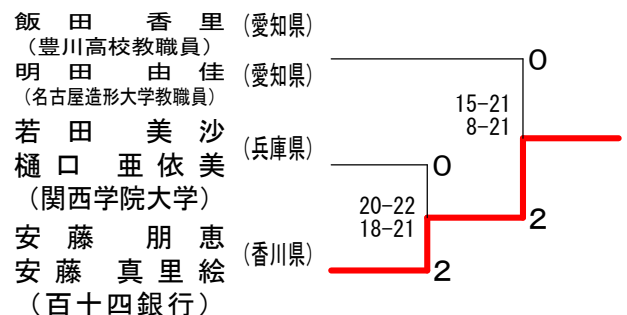 飯田 香里 (愛知県)
(豊川高校教職員)
明田 由佳 (愛知県)
(名古屋造形大学教職員)
0
15-21
8-21
若田 美沙
樋口 亜依美 (兵庫県)
(関西学院大学)
0
20-22
18-21
2
安藤 朋恵
安藤 真里絵 (香川県)
(百十四銀行)
2